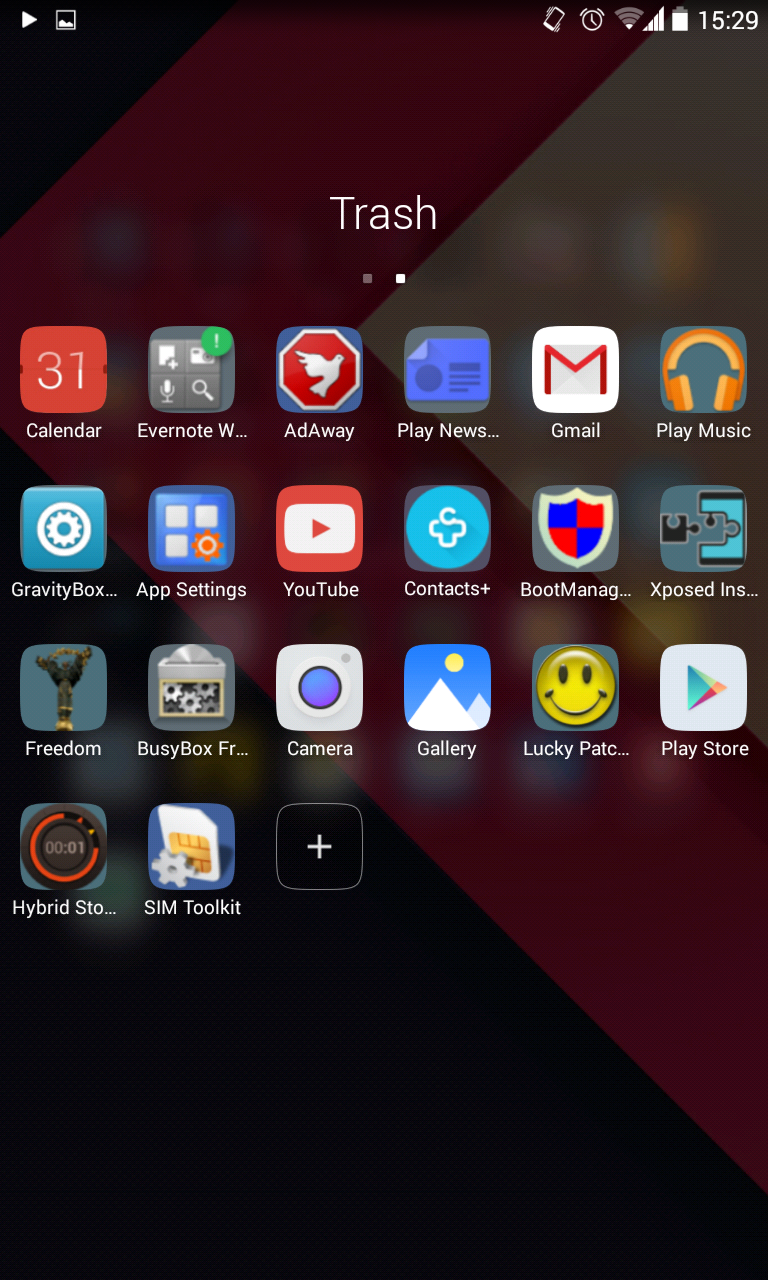 15:29
Trash
31
!
Calendar
Evernote W...
AdAway
Play News...
Gmail
Play Music
GravityBox...
App Settings
YouTube
Contacts+
BootManag...
Xposed Ins...
Freedom
BusyBox Fr...
Camera
Gallery
Lucky Patc...
Play Store
00:01
+
Hybrid Sto...
SIM Toolkit